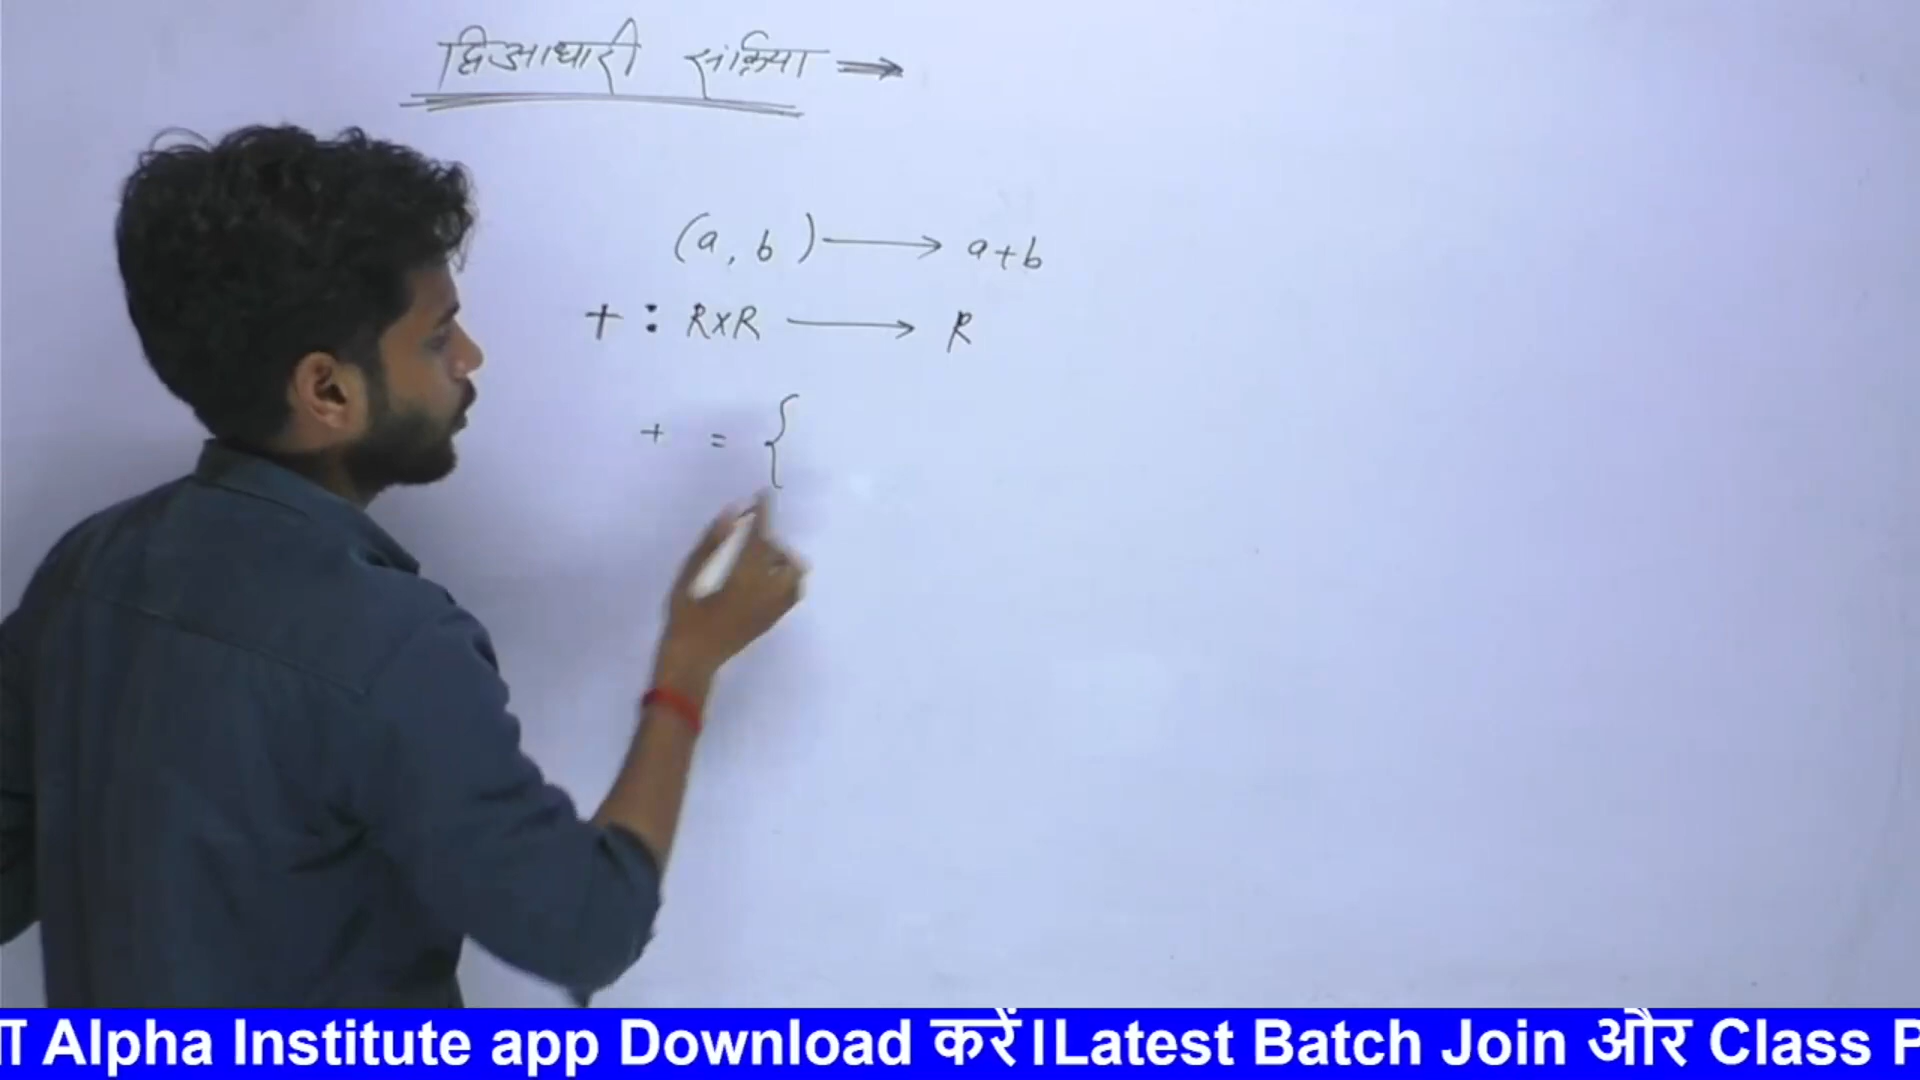 द्विआधारी संक्रिया →
(a, b) → a+b
+ : R×R → R
+ = {
Alpha Institute app Download करें।Latest Batch Join और Class